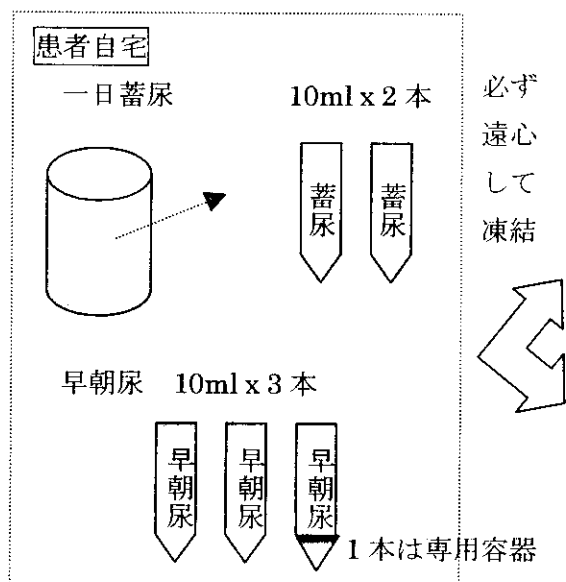 患者自宅
一日蓄尿
10ml x 2 本
必ず
遠心
して
凍結
蓄尿
蓄尿
早朝尿 10ml x 3 本
早朝尿
早朝尿
早朝尿
1 本は専用容器